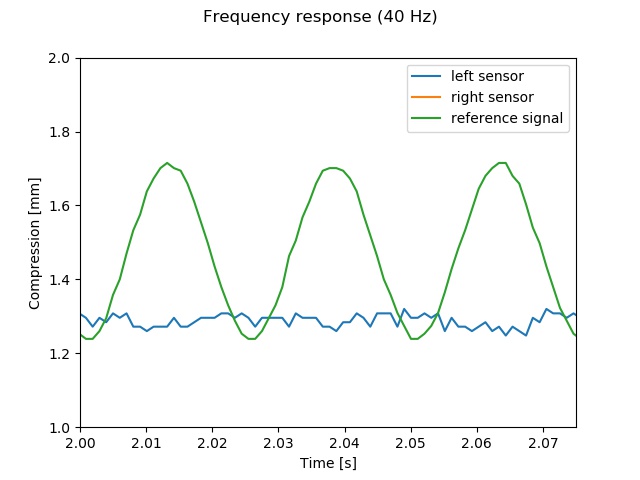 Frequency response (40 Hz)
left sensor
right sensor
reference signal
Compression [mm]
2.0
1.8
1.6
1.4
1.2
1.0
2.00 2.01 2.02 2.03 2.04 2.05 2.06 2.07
Time [s]